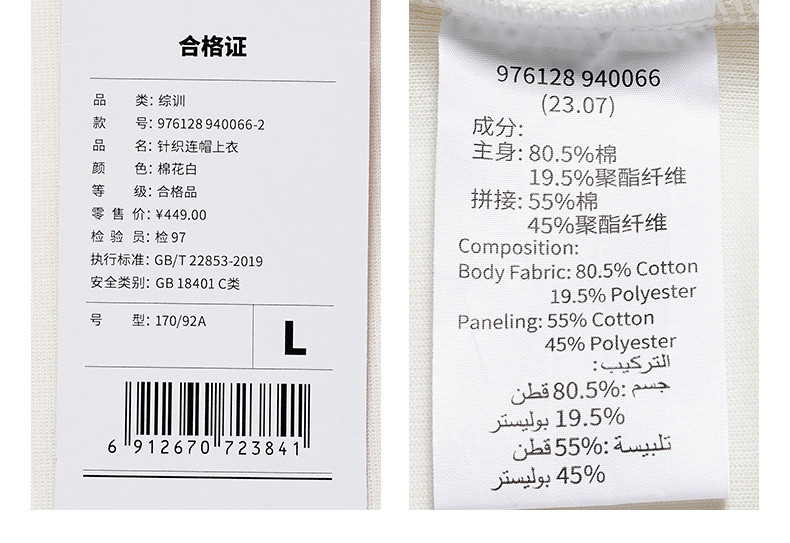 合格证
品 类: 综训
款 号: 976128 940066-2
品 名: 针织连帽上衣
颜 色: 棉花白
等 级: 合格品
零 售 价: ¥449.00
检 验 员: 检 97
执行标准: GB/T 22853-2019
安全类别: GB 18401 C类
号 型: 170/92A
L
6 912670 723841
976128 940066
(23.07)
成分:
主身: 80.5%棉
19.5%聚酯纤维
拼接: 55%棉
45%聚酯纤维
Composition:
Body Fabric: 80.5% Cotton
19.5% Polyester
Paneling: 55% Cotton
45% Polyester
التركيب:
جسم: 80.5% قطن
19.5% بوليستر
تلبيسة: 55% قطن
45% بوليستر